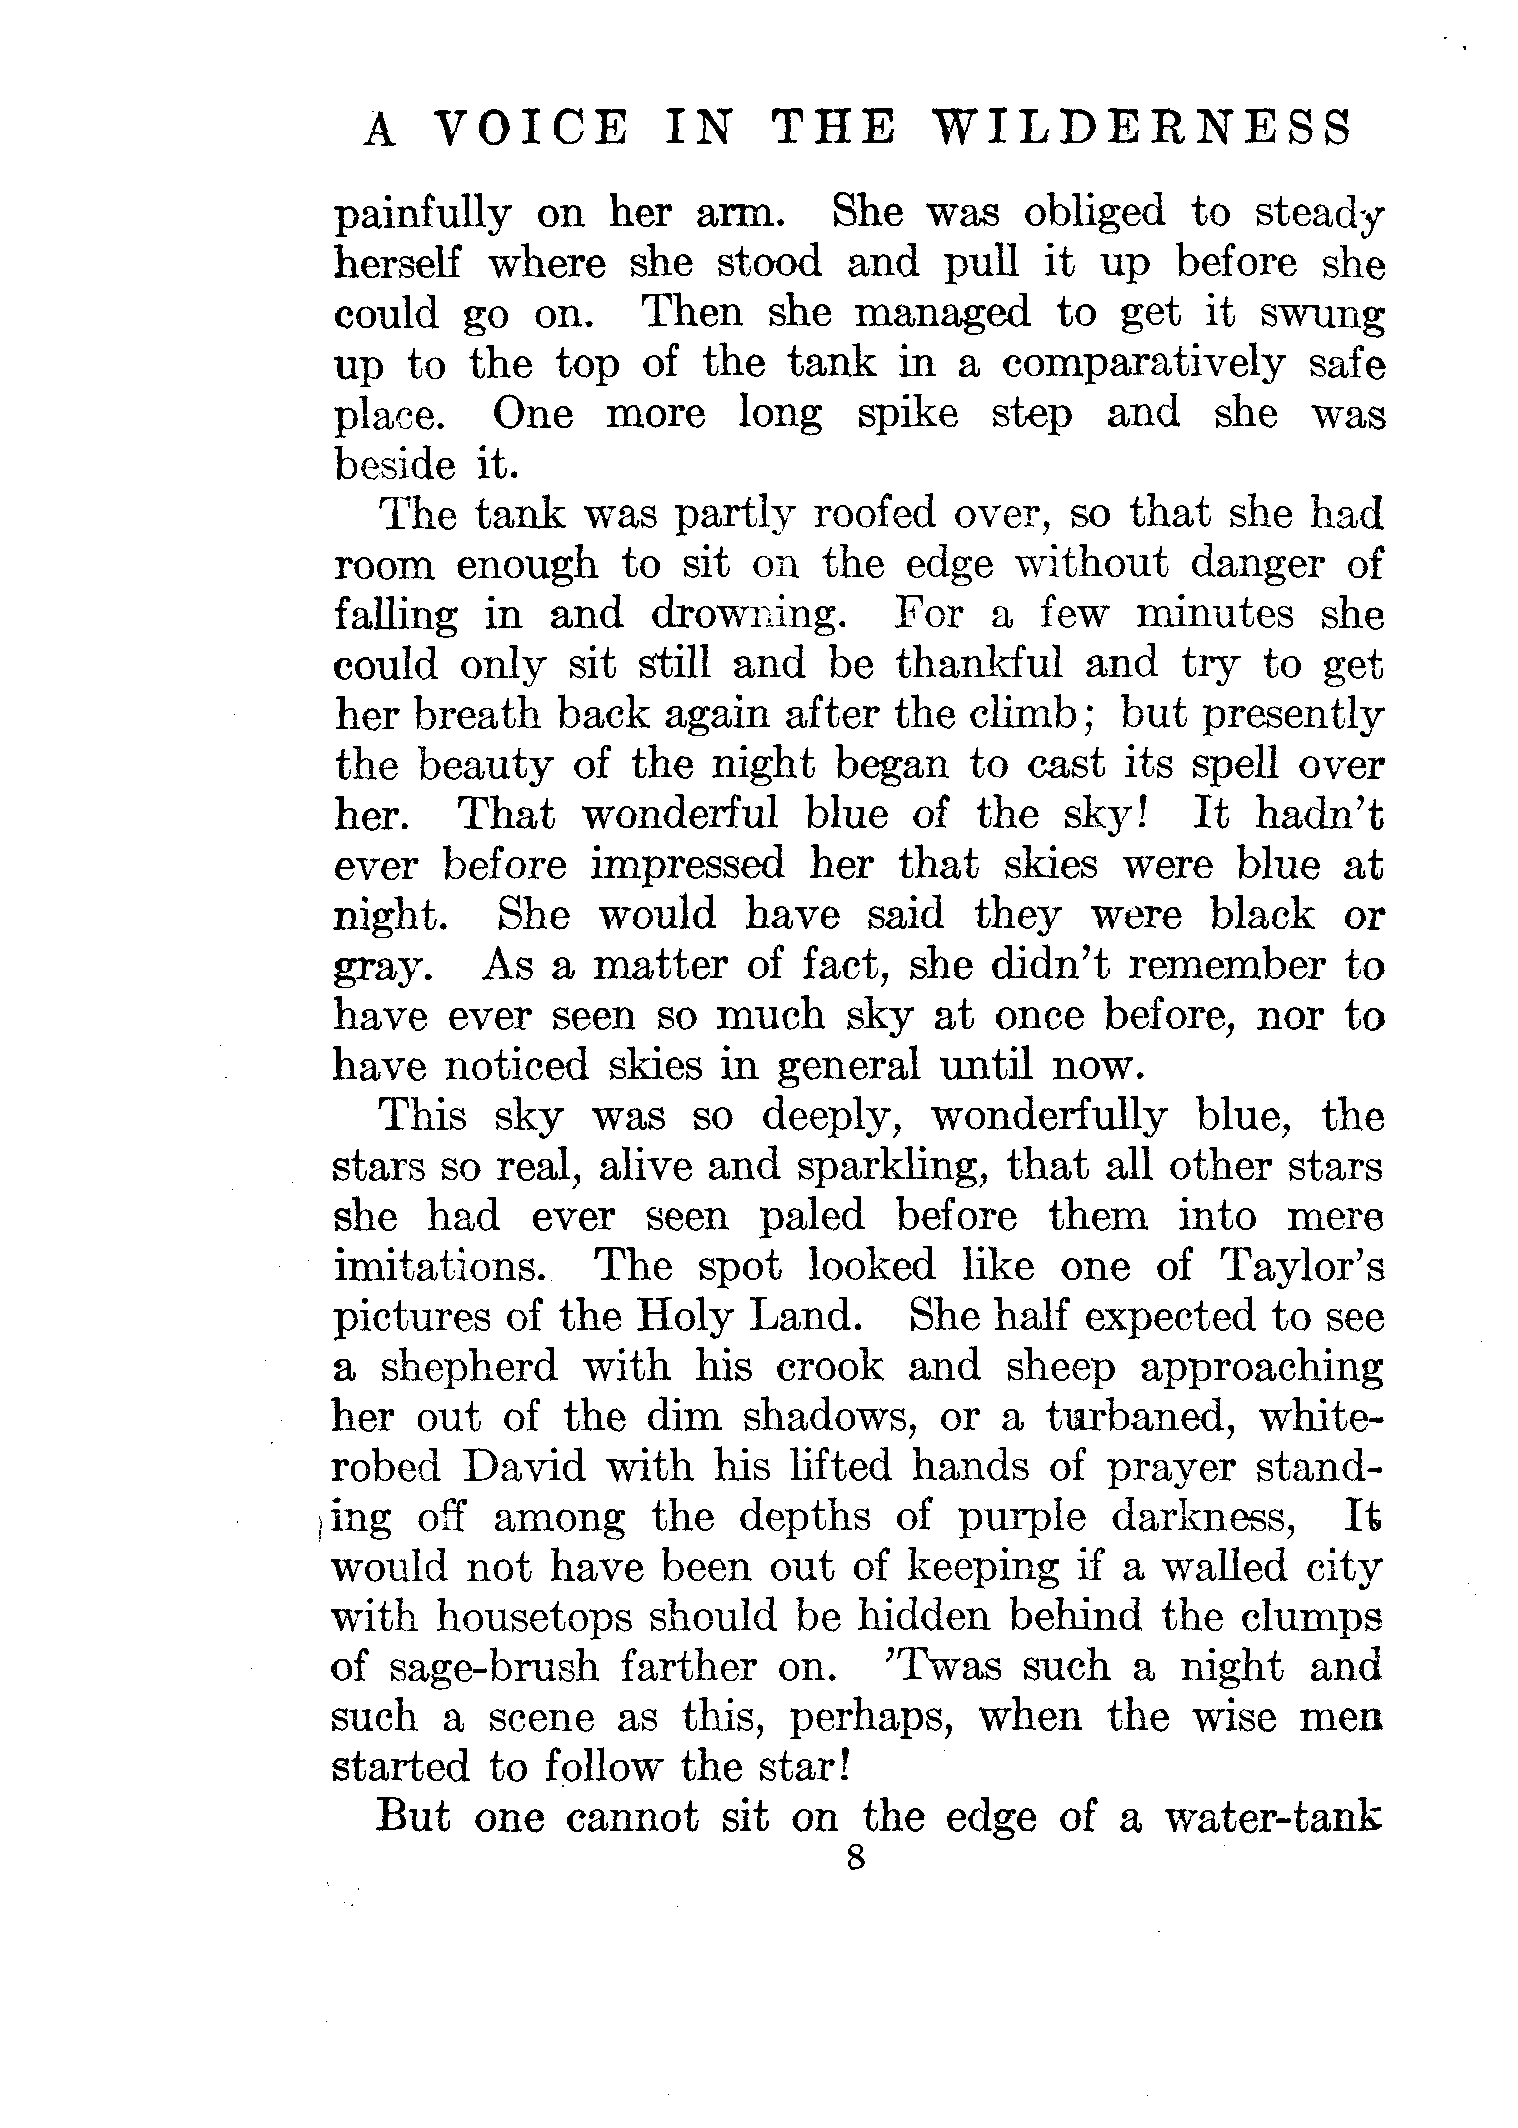 A VOICE IN THE WILDERNESS
painfully on her arm. She was obliged to steady
herself where she stood and pull it up before she
could go on. Then she managed to get it swung
up to the top of the tank in a comparatively safe
place. One more long spike step and she was
beside it.
The tank was partly roofed over, so that she had
room enough to sit on the edge without danger of
falling in and drowning. For a few minutes she
could only sit still and be thankful and try to get
her breath back again after the climb; but presently
the beauty of the night began to cast its spell over
her. That wonderful blue of the sky! It hadn't
ever before impressed her that skies were blue at
night. She would have said they were black or
gray. As a matter of fact, she didn't remember to
have ever seen so much sky at once before, nor to
have noticed skies in general until now.
This sky was so deeply, wonderfully blue, the
stars so real, alive and sparkling, that all other stars
she had ever seen paled before them into mere
imitations. The spot looked like one of Taylor's
pictures of the Holy Land. She half expected to see
a shepherd with his crook and sheep approaching
her out of the dim shadows, or a turbaned, white-
robed David with his lifted hands of prayer stand-
ing off among the depths of purple darkness, It
would not have been out of keeping if a walled city
with housetops should be hidden behind the clumps
of sage-brush farther on. 'Twas such a night and
such a scene as this, perhaps, when the wise men
started to follow the star!
But one cannot sit on the edge of a water-tank
8